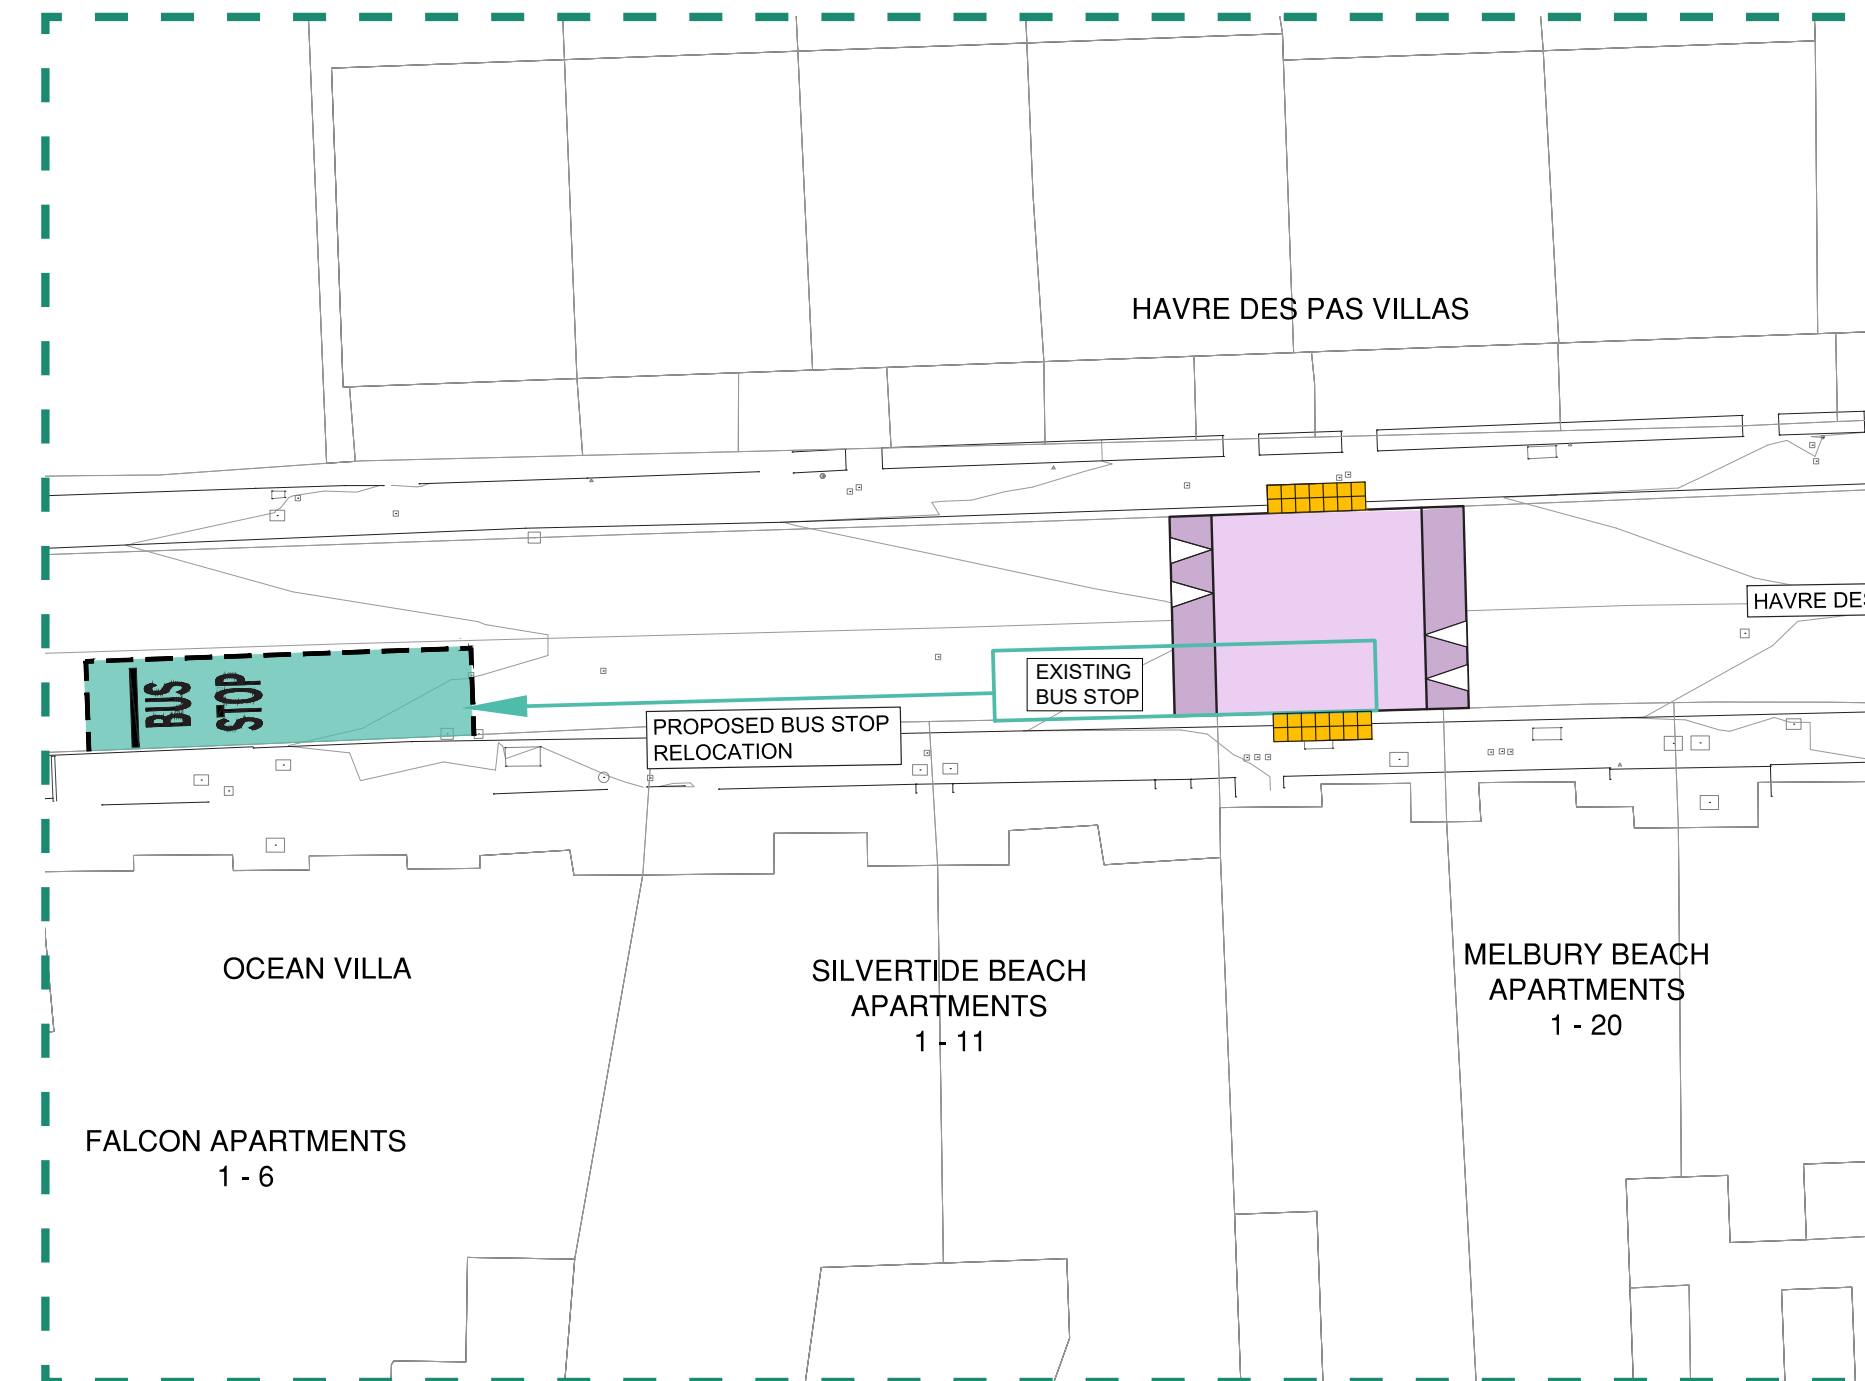 HAVRE DES PAS VILLAS
HAVRE DES
EXISTING
BUS STOP
BUS
STOP
PROPOSED BUS STOP
RELOCATION
OCEAN VILLA
SILVERTIDE BEACH
APARTMENTS
1 - 11
MELBURY BEACH
APARTMENTS
1 - 20
FALCON APARTMENTS
1 - 6